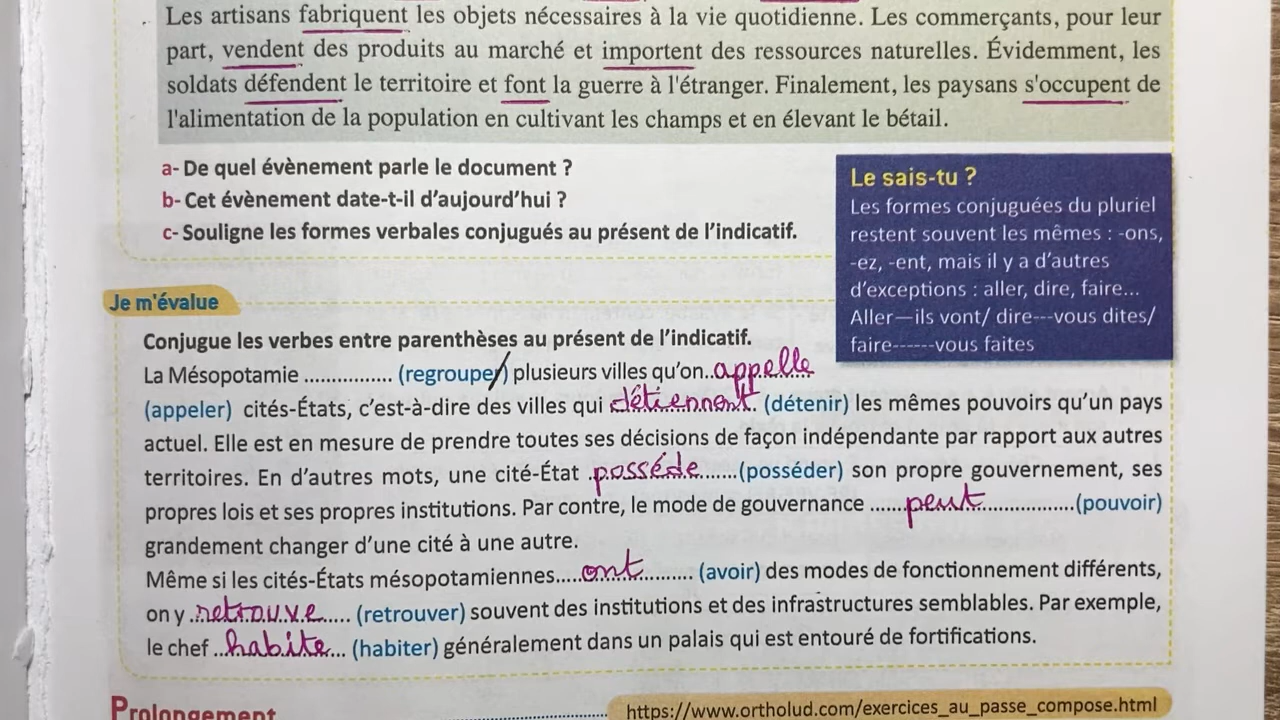 Les artisans fabriquent les objets nécessaires à la vie quotidienne. Les commerçants, pour leur
part, vendent des produits au marché et importent des ressources naturelles. Évidemment, les
soldats défendent le territoire et font la guerre à l'étranger. Finalement, les paysans s'occupent de
l'alimentation de la population en cultivant les champs et en élevant le bétail.
a- De quel évènement parle le document ?
b- Cet évènement date-t-il d'aujourd'hui ?
c- Souligne les formes verbales conjugués au présent de l'indicatif.
Le sais-tu ?
Les formes conjuguées du pluriel
restent souvent les mêmes : -ons,
-ez, -ent, mais il y a d'autres
d'exceptions : aller, dire, faire...
Aller—ils vont/ dire---vous dites/
faire------vous faites
Je m'évalue
Conjugue les verbes entre parenthèses au présent de l'indicatif.
La Mésopotamie ................ (regrouper) plusieurs villes qu'on..appelle
(appeler) cités-États, c'est-à-dire des villes qui détiennent. (détenir) les mêmes pouvoirs qu'un pays
actuel. Elle est en mesure de prendre toutes ses décisions de façon indépendante par rapport aux autres
territoires. En d'autres mots, une cité-État .posséde......(posséder) son propre gouvernement, ses
propres lois et ses propres institutions. Par contre, le mode de gouvernance ......peut................(pouvoir)
grandement changer d'une cité à une autre.
Même si les cités-États mésopotamiennes....ont......... (avoir) des modes de fonctionnement différents,
on y .retrouve..... (retrouver) souvent des institutions et des infrastructures semblables. Par exemple,
le chef ..habite... (habiter) généralement dans un palais qui est entouré de fortifications.
Prolongement
https://www.ortholud.com/exercices_au_passe_compose.html